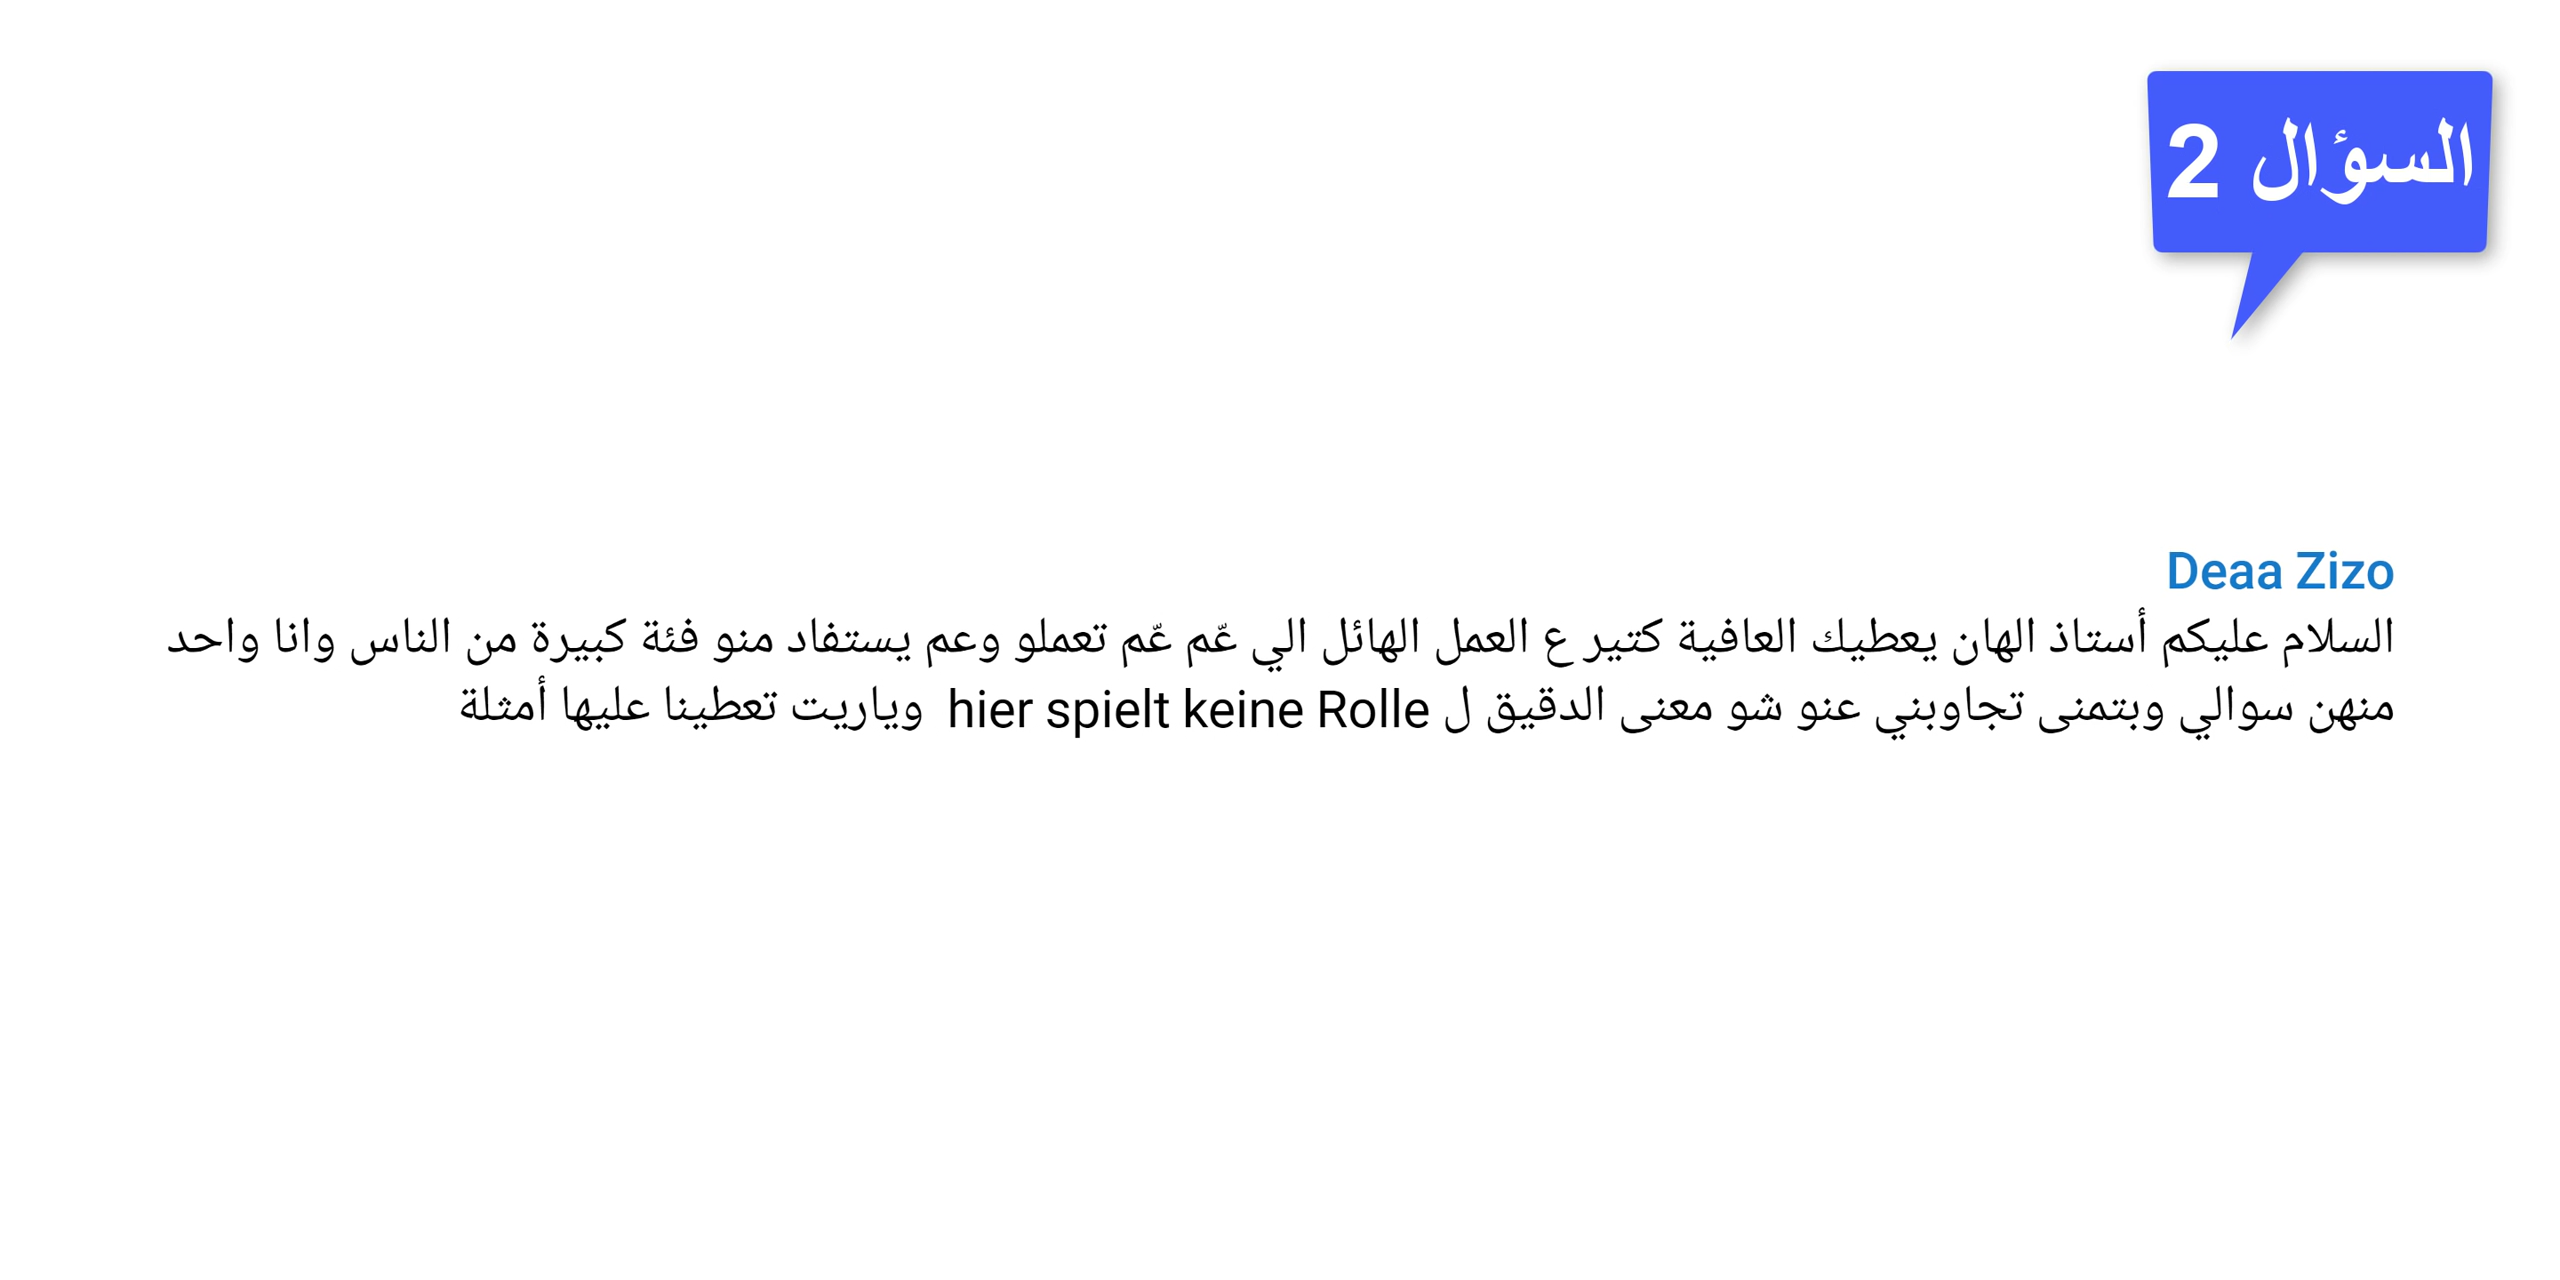 السؤال 2
Deaa Zizo
السلام عليكم أستاذ الهان يعطيك العافية كتير ع العمل الهائل الي عّم عّم تعملو وعم يستفاد منو فئة كبيرة من الناس وانا واحد
منهن سوالي وبتمنى تجاوبني عنو شو معنى الدقيق ل hier spielt keine Rolle وياريت تعطينا عليها أمثلة